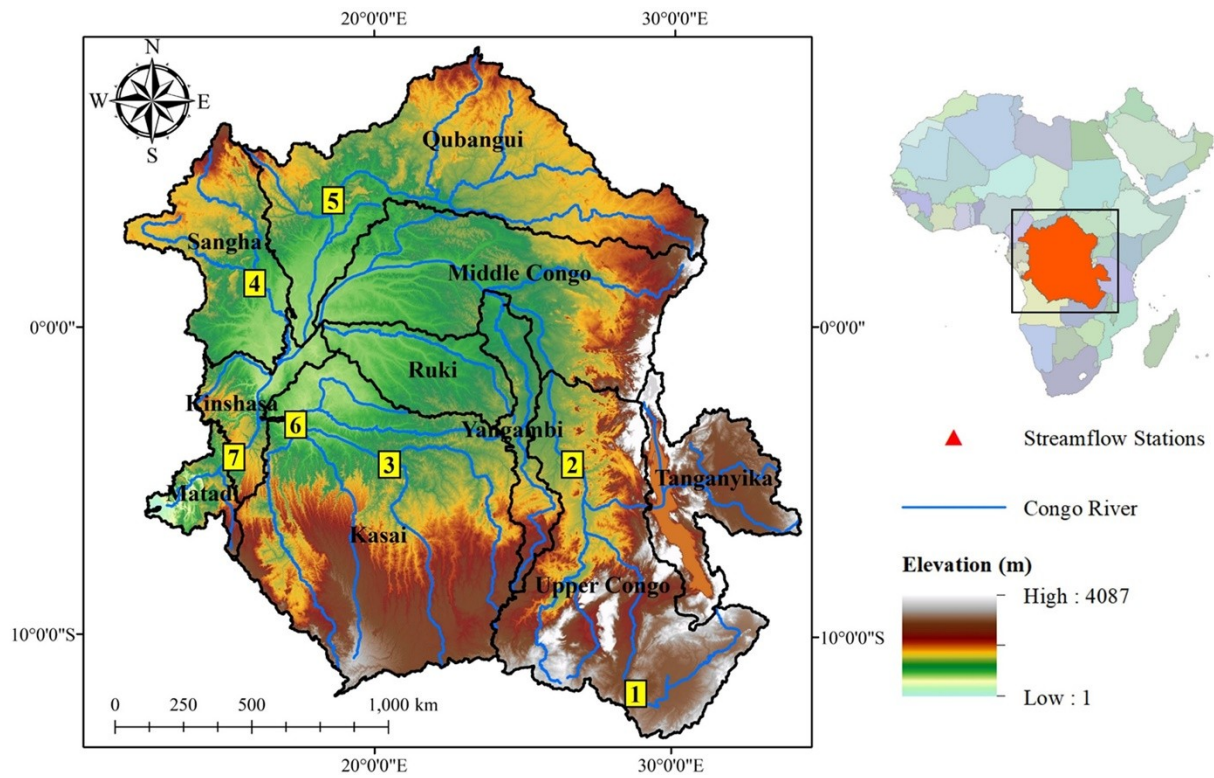 20°0'0"E 30°0'0"E
N
W E
S
Qubangui
5
Sangha
Middle Congo
4
0°0'0" 0°0'0"
Ruki
Kinshasa
6 Yangambi
7 3 2
Tanganyika
Matadi
Kasai
Upper Congo
10°0'0"S 10°0'0"S
1
0 250 500 1,000 km
20°0'0"E 30°0'0"E
Streamflow Stations
Congo River
Elevation (m)
High : 4087
Low : 1